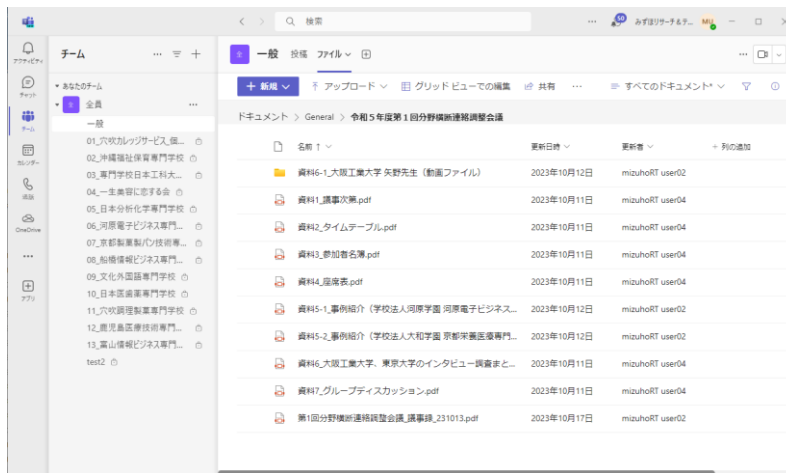 検索
みずほリサーチ&テ...
MU
アクティビティ
チャット
チーム
カレンダー
通話
OneDrive
アプリ
チーム
あなたのチーム
全員
一般
01_穴吹カレッジサービス_個...
02_沖縄福祉保育専門学校
03_専門学校日本工科大...
04_一生美容に恋する会
05_日本分析化学専門学校
06_河原電子ビジネス専門...
07_京都製菓製パン技術専...
08_船橋情報ビジネス専門...
09_文化外国語専門学校
10_日本医歯薬専門学校
11_穴吹調理製菓専門学校
12_鹿児島医療技術専門...
13_富山情報ビジネス専門...
test2
全 一般 投稿 ファイル
+ 新規 アップロード グリッド ビューでの編集 共有 ... すべてのドキュメント*
ドキュメント > General > 令和5年度第1回分野横断連絡調整会議
名前 ↑ 更新日時 更新者 + 列の追加
資料6-1_大阪工業大学 矢野先生(動画ファイル) 2023年10月12日 mizuhoRT user02
資料1_議事次第.pdf 2023年10月11日 mizuhoRT user04
資料2_タイムテーブル.pdf 2023年10月11日 mizuhoRT user04
資料3_参加者名簿.pdf 2023年10月11日 mizuhoRT user04
資料4_座席表.pdf 2023年10月11日 mizuhoRT user04
資料5-1_事例紹介(学校法人河原学園 河原電子ビジネス... 2023年10月12日 mizuhoRT user02
資料5-2_事例紹介(学校法人大和学園 京都栄養医療専門... 2023年10月12日 mizuhoRT user02
資料6_大阪工業大学、東京大学のインタビュー調査まと... 2023年10月11日 mizuhoRT user04
資料7_グループディスカッション.pdf 2023年10月11日 mizuhoRT user04
第1回分野横断連絡調整会議_議事録_231013.pdf 2023年10月17日 mizuhoRT user02